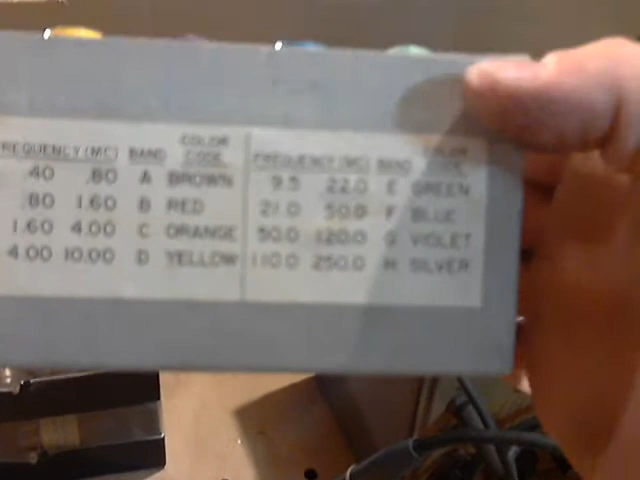 COLOR COLOR
FREQUENCY (MC) BAND CODE FREQUENCY (MC) BAND CODE
.40 .80 A BROWN 9.5 22.0 E GREEN
.80 1.60 B RED 21.0 50.0 F BLUE
1.60 4.00 C ORANGE 50.0 120.0 G VIOLET
4.00 10.00 D YELLOW 110.0 250.0 H SILVER